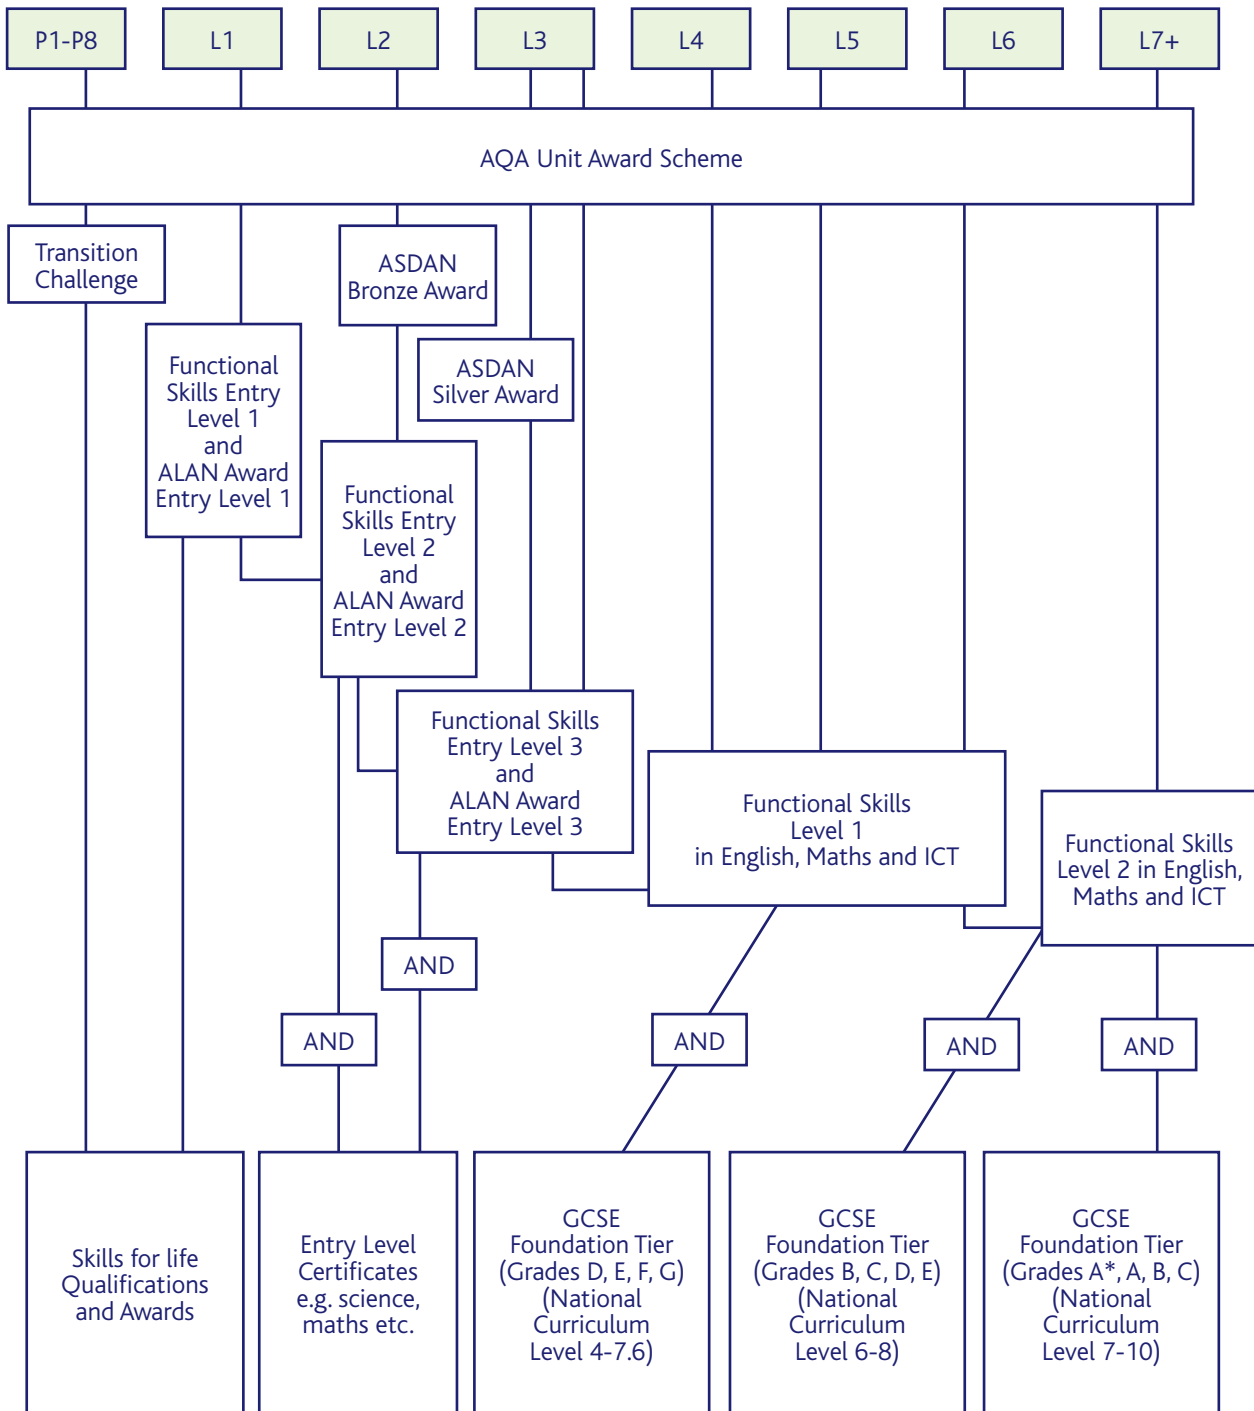 P1-P8
L1
L2
L3
L4
L5
L6
L7+
AQA Unit Award Scheme
Transition
Challenge
ASDAN
Bronze Award
Functional
Skills Entry
Level 1
and
ALAN Award
Entry Level 1
ASDAN
Silver Award
Functional
Skills Entry
Level 2
and
ALAN Award
Entry Level 2
Functional Skills
Entry Level 3
and
ALAN Award
Entry Level 3
Functional Skills
Level 1
in English, Maths and ICT
Functional Skills
Level 2 in English,
Maths and ICT
AND
AND
AND
AND
AND
Skills for life
Qualifications
and Awards
Entry Level
Certificates
e.g. science,
maths etc.
GCSE
Foundation Tier
(Grades D, E, F, G)
(National
Curriculum
Level 4-7.6)
GCSE
Foundation Tier
(Grades B, C, D, E)
(National
Curriculum
Level 6-8)
GCSE
Foundation Tier
(Grades A*, A, B, C)
(National
Curriculum
Level 7-10)